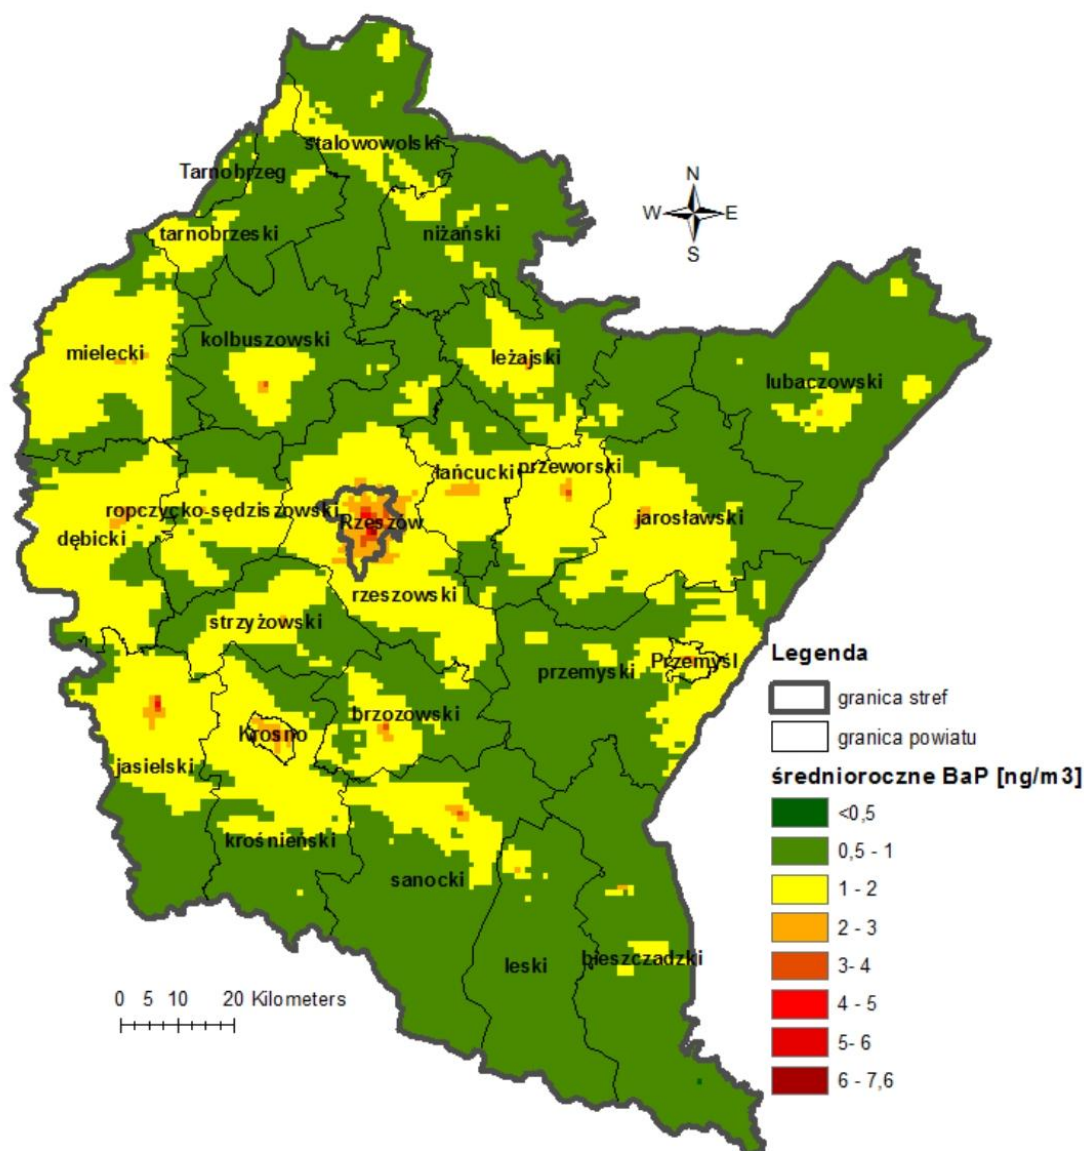 stalowowolski
Tarnobrzeg
N
W E
S
tarnobrzeski
niżański
kolbuszowski
mielecki
leżajski
lubaczowski
łańcucki
przeworski
ropczycko-sędziszowski
Rzeszów
jarosławski
dębicki
rzeszowski
strzyżowski
przemyski
Przemyśl
brzozowski
Krosno
jasielski
krośnieński
sanocki
leski
bieszczadzki
0 5 10 20 Kilometers
Legenda
granica stref
granica powiatu
średnioroczne BaP [ng/m3]
<0,5
0,5 - 1
1 - 2
2 - 3
3- 4
4 - 5
5- 6
6 - 7,6